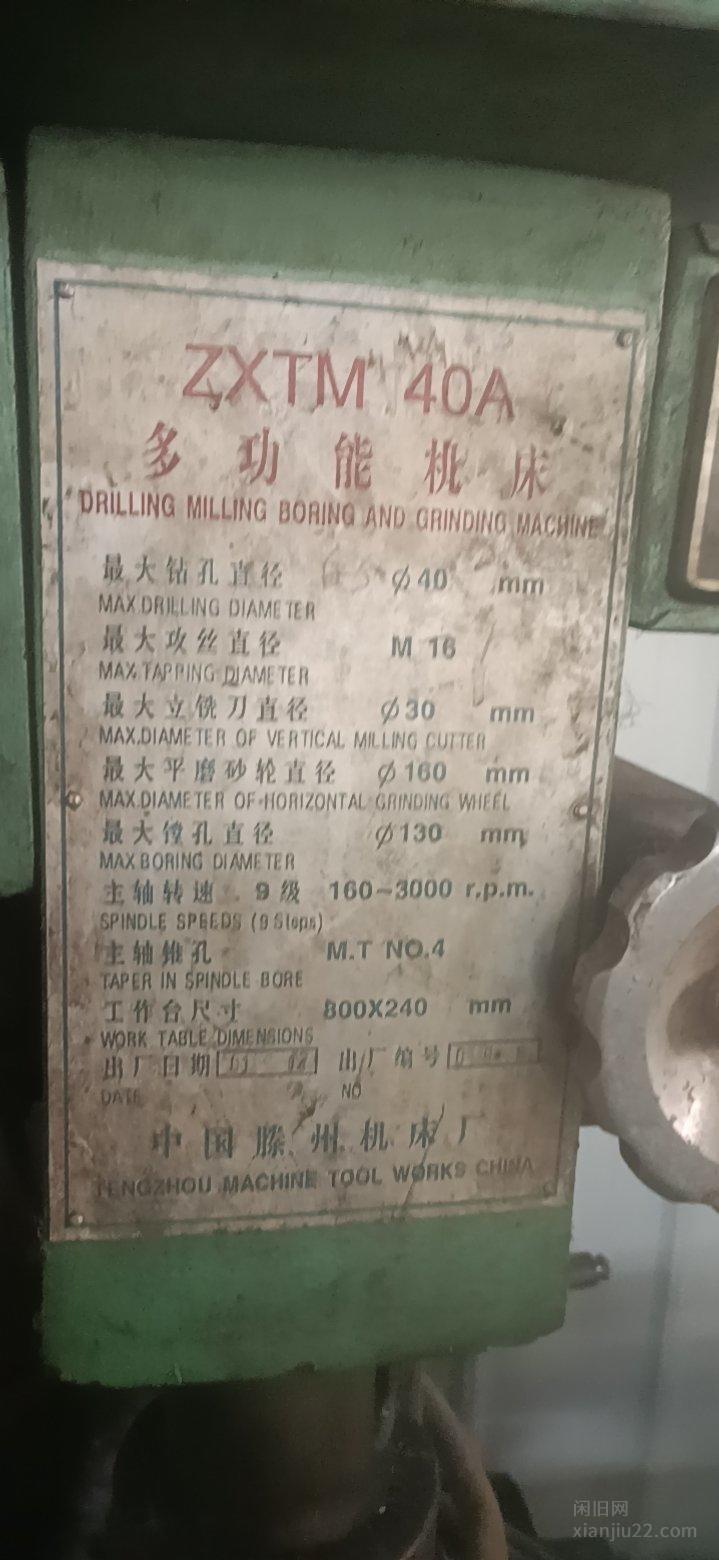 ZXTM 40A
多功能机床
DRILLING MILLING BORING AND GRINDING MACHINE
最大钻孔直径 ϕ40 mm
MAX.DRILLING DIAMETER
最大攻丝直径 M 16
MAX.TAPPING DIAMETER
最大立铣刀直径 ϕ30 mm
MAX.DIAMETER OF VERTICAL MILLING CUTTER
最大平磨砂轮直径 ϕ160 mm
MAX.DIAMETER OF HORIZONTAL GRINDING WHEEL
最大镗孔直径 ϕ130 mm
MAX.BORING DIAMETER
主轴转速 9级 160~3000 r.p.m.
SPINDLE SPEEDS (9 Steps)
主轴锥孔 M.T NO.4
TAPER IN SPINDLE BORE
工作台尺寸 800X240 mm
WORK TABLE DIMENSIONS
出厂日期 出厂编号
DATE NO
中国滕州机床厂
TENGZHOU MACHINE TOOL WORKS CHINA
闲旧网
xianjiu22.com